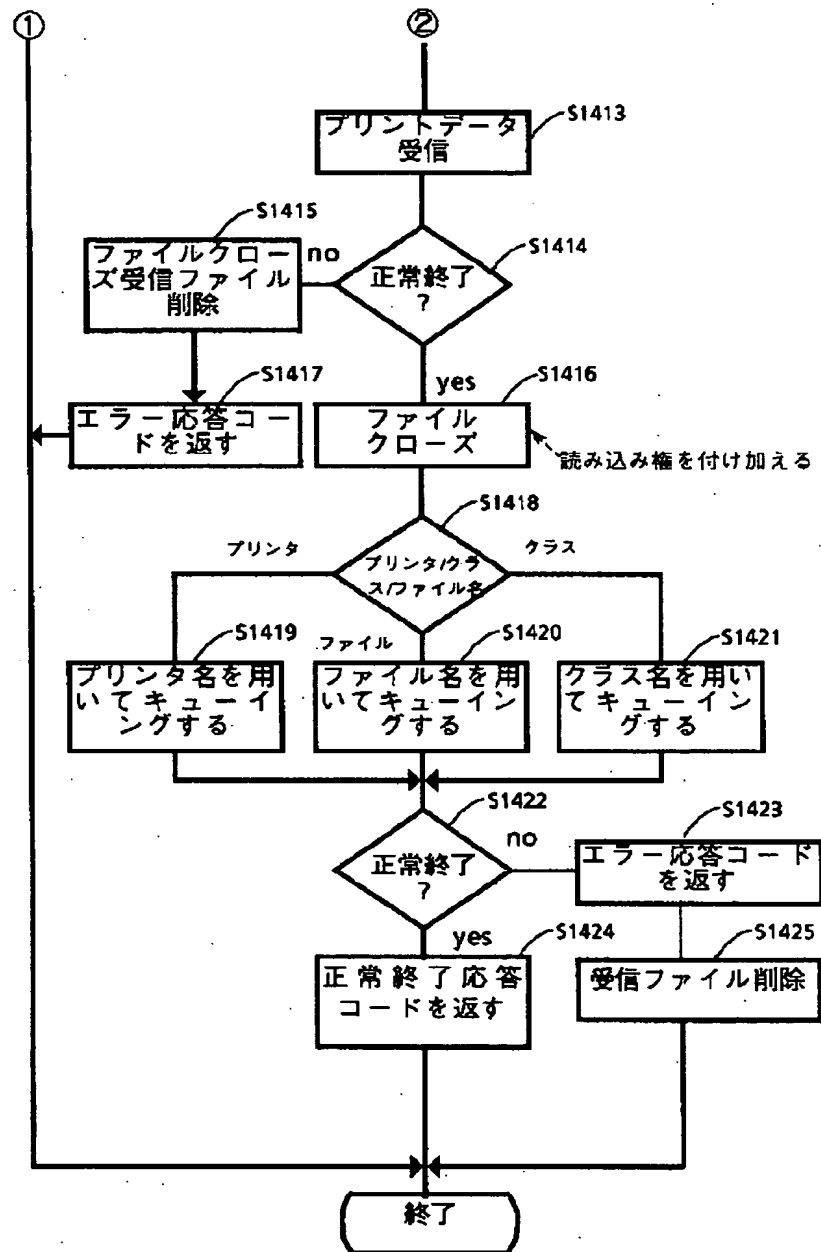 ①
②
S1413
プリントデータ
受信
S1415
ファイルクロー
ズ受信ファイル
削除
no
S1414
正常終了
?
yes
S1417
エラー応答コー
ドを返す
S1416
ファイル
クローズ
読み込み権を付け加える
S1418
プリンタ
プリンタ/クラ
ス/ファイル名
クラス
S1419
プリンタ名を用
いてキューイ
ングする
ファイル
S1420
ファイル名を用
いてキューイ
ングする
S1421
クラス名を用い
てキューイン
グする
S1422
正常終了
?
no
S1423
エラー応答コード
を返す
yes
S1424
正常終了応答
コードを返す
S1425
受信ファイル削除
終了